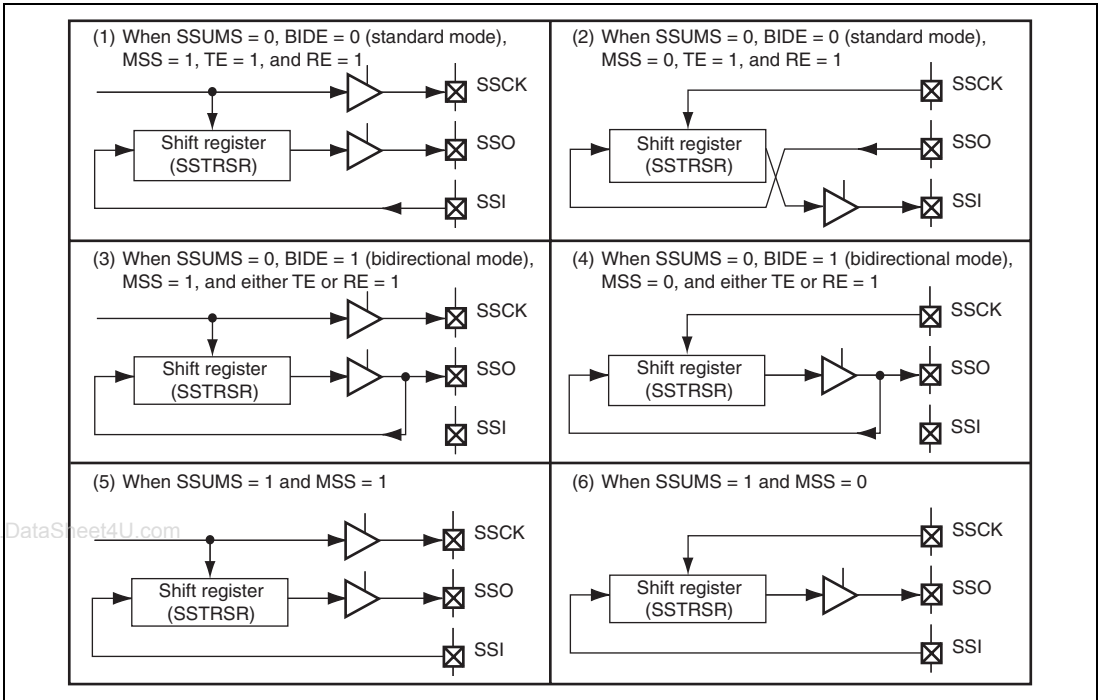 (1) When SSUMS = 0, BIDE = 0 (standard mode),
MSS = 1, TE = 1, and RE = 1
SSCK
Shift register
(SSTRSR)
SSO
SSI
(2) When SSUMS = 0, BIDE = 0 (standard mode),
MSS = 0, TE = 1, and RE = 1
SSCK
Shift register
(SSTRSR)
SSO
SSI
(3) When SSUMS = 0, BIDE = 1 (bidirectional mode),
MSS = 1, and either TE or RE = 1
SSCK
Shift register
(SSTRSR)
SSO
SSI
(4) When SSUMS = 0, BIDE = 1 (bidirectional mode),
MSS = 0, and either TE or RE = 1
SSCK
Shift register
(SSTRSR)
SSO
SSI
(5) When SSUMS = 1 and MSS = 1
DataSheet4U.com
SSCK
Shift register
(SSTRSR)
SSO
SSI
(6) When SSUMS = 1 and MSS = 0
SSCK
Shift register
(SSTRSR)
SSO
SSI